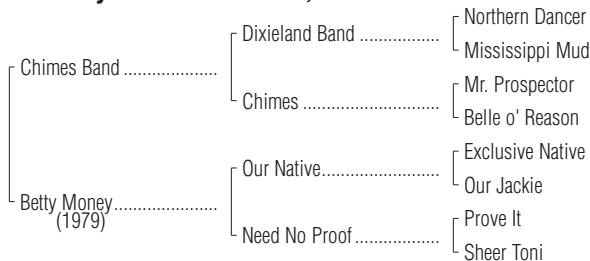 Northern Dancer
Dixieland Band .................
Mississippi Mud
Chimes Band ....................
Mr. Prospector
Chimes .............................
Belle o' Reason
Exclusive Native
Our Native.........................
Our Jackie
Betty Money......................
(1979)
Prove It
Need No Proof ..................
Sheer Toni